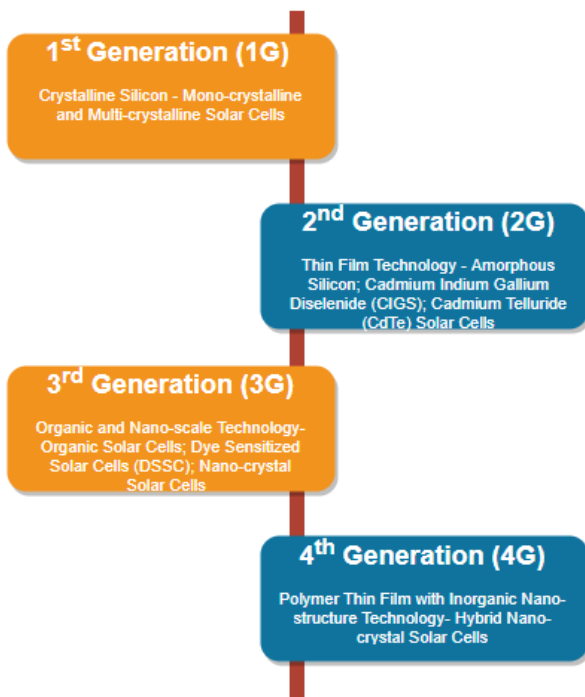 1st Generation (1G)
Crystalline Silicon - Mono-crystalline
and Multi-crystalline Solar Cells
2nd Generation (2G)
Thin Film Technology - Amorphous
Silicon; Cadmium Indium Gallium
Diselenide (CIGS); Cadmium Telluride
(CdTe) Solar Cells
3rd Generation (3G)
Organic and Nano-scale Technology-
Organic Solar Cells; Dye Sensitized
Solar Cells (DSSC); Nano-crystal
Solar Cells
4th Generation (4G)
Polymer Thin Film with Inorganic Nano-
structure Technology- Hybrid Nano-
crystal Solar Cells